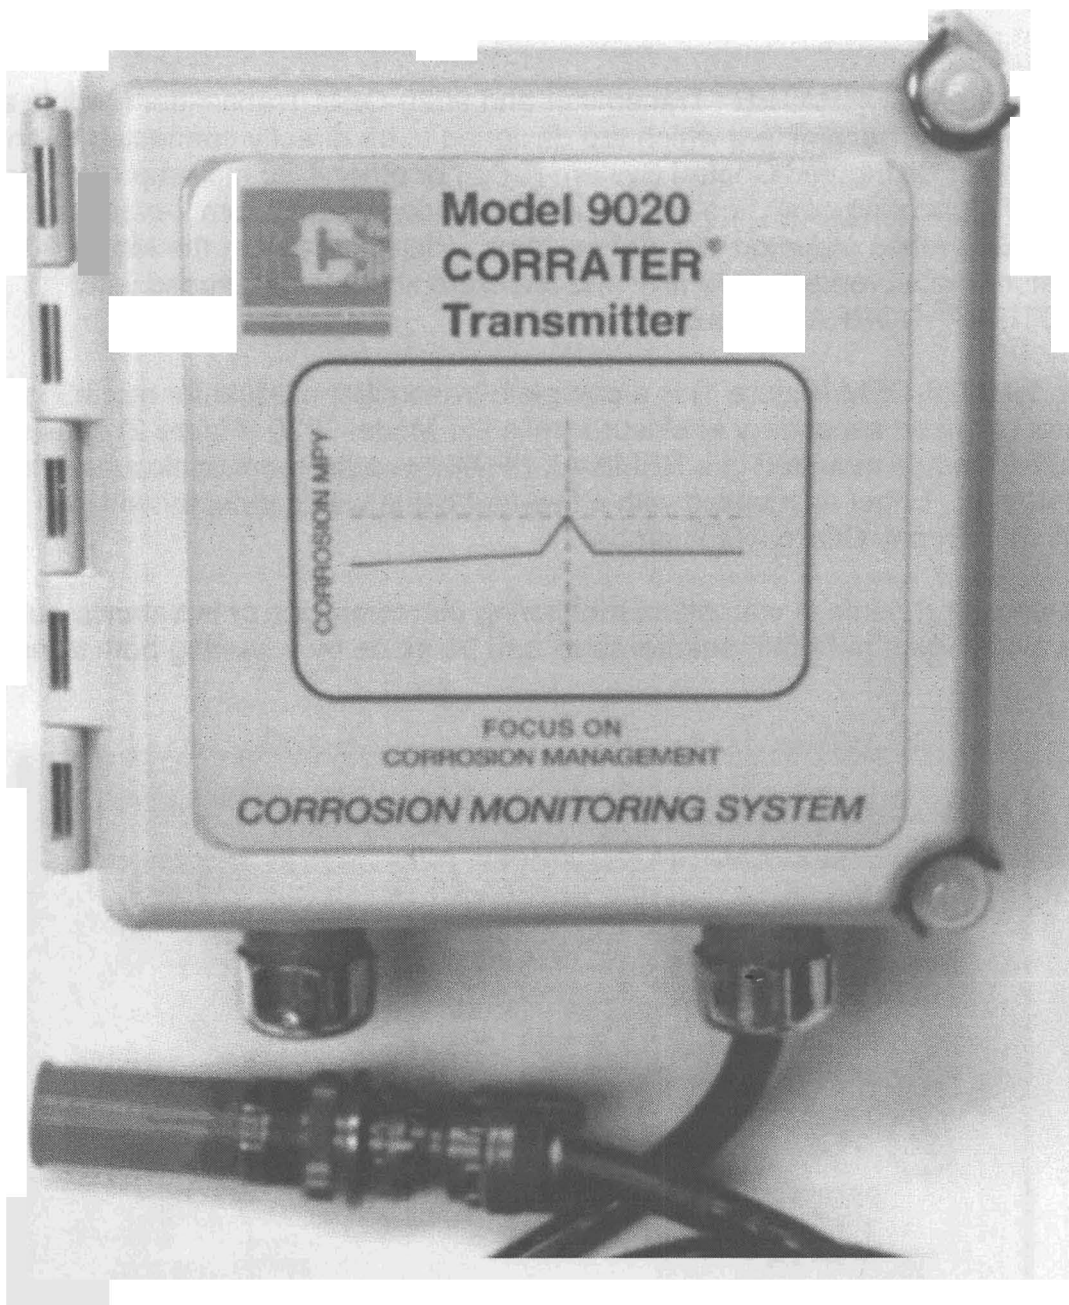 Model 9020
CORRATER®
Transmitter
CORROSION MPY
FOCUS ON
CORROSION MANAGEMENT
CORROSION MONITORING SYSTEM